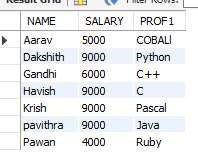 Result Grid Filter Rows:
NAME SALARY PROF1
Aarav 5000 COBALl
Dakshith 9000 Python
Gandhi 6000 C++
Havish 9000 C
Krish 9000 Pascal
pavithra 9000 Java
Pawan 4000 Ruby